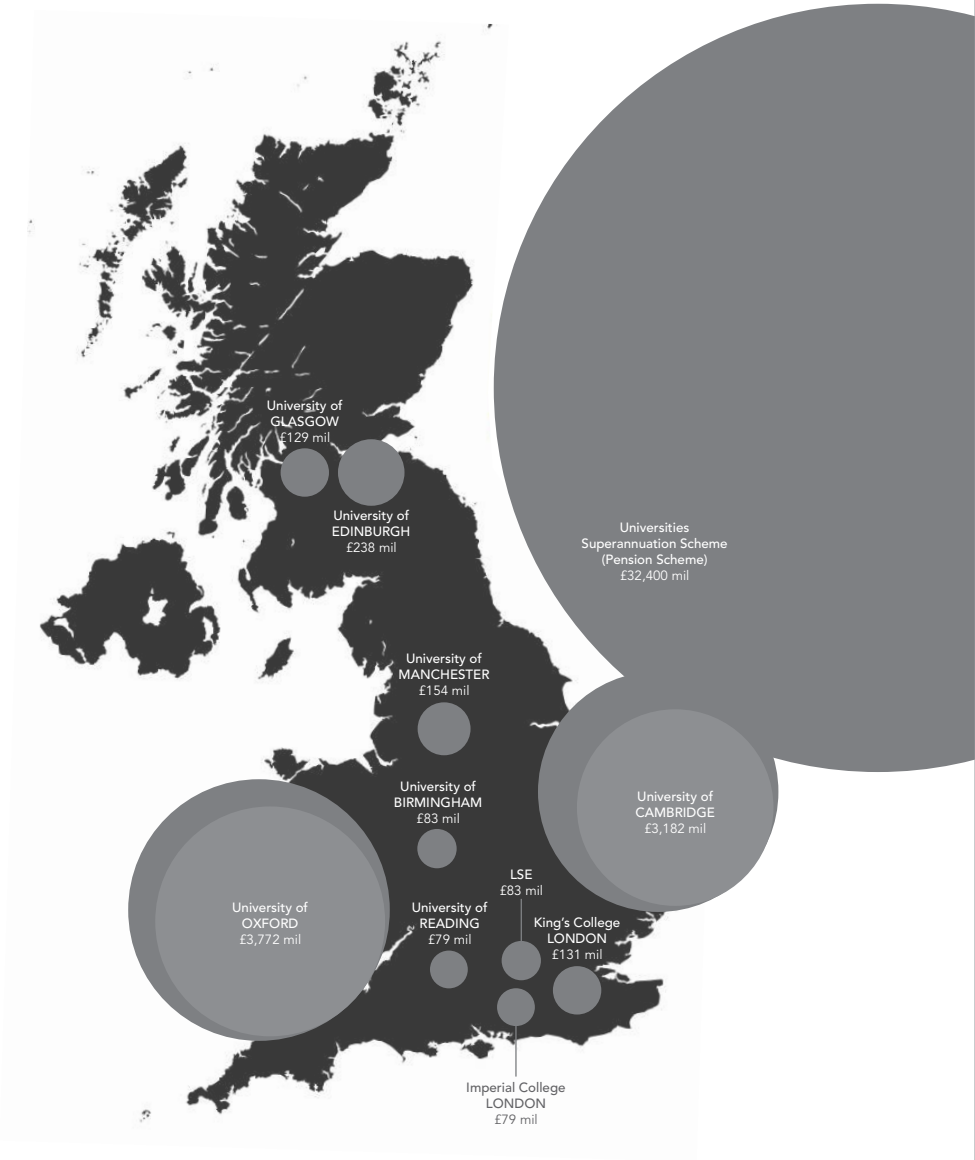 University of
GLASGOW
£129 mil
University of
EDINBURGH
£238 mil
Universities
Superannuation Scheme
(Pension Scheme)
£32,400 mil
University of
MANCHESTER
£154 mil
University of
BIRMINGHAM
£83 mil
University of
CAMBRIDGE
£3,182 mil
LSE
£83 mil
University of
OXFORD
£3,772 mil
University of
READING
£79 mil
King's College
LONDON
£131 mil
Imperial College
LONDON
£79 mil